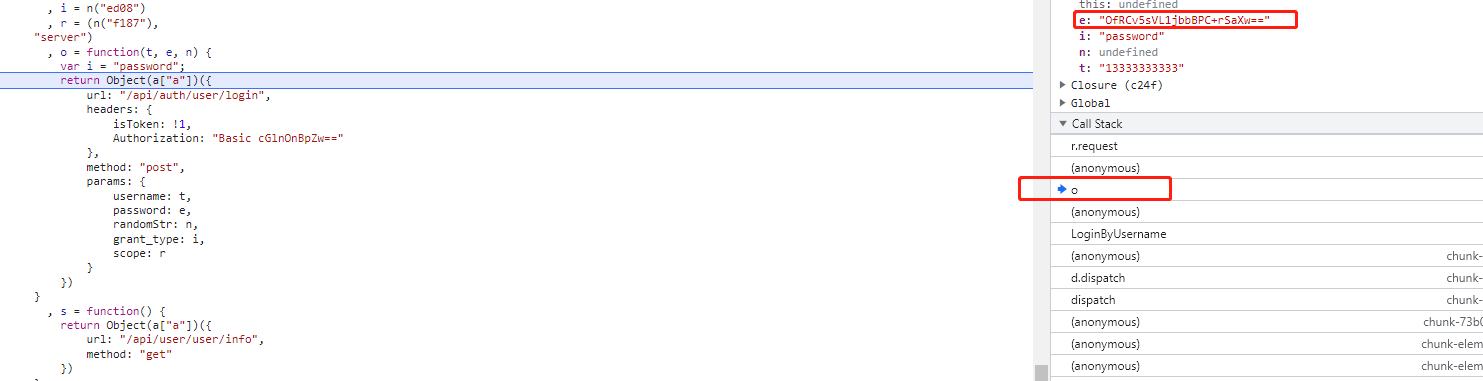 , i = n("ed08")
, r = (n("f187"),
"server")
, o = function(t, e, n) {
var i = "password";
return Object(a["a"])({
url: "/api/auth/user/login",
headers: {
isToken: !1,
Authorization: "Basic cGlnOnBpZw=="
},
method: "post",
params: {
username: t,
password: e,
randomStr: n,
grant_type: i,
scope: r
}
})
}
, s = function() {
return Object(a["a"])({
url: "/api/user/user/info",
method: "get"
})
this: undefined
e: "OfRCv5sVL1jbbBPC+rSaXw=="
i: "password"
n: undefined
t: "13333333333"
Closure (c24f)
Global
Call Stack
r.request
(anonymous)
o
(anonymous)
LoginByUsername
(anonymous) chunk-
d.dispatch chunk-
dispatch chunk-
(anonymous) chunk-73b0
(anonymous) chunk-elem
(anonymous) chunk-elem